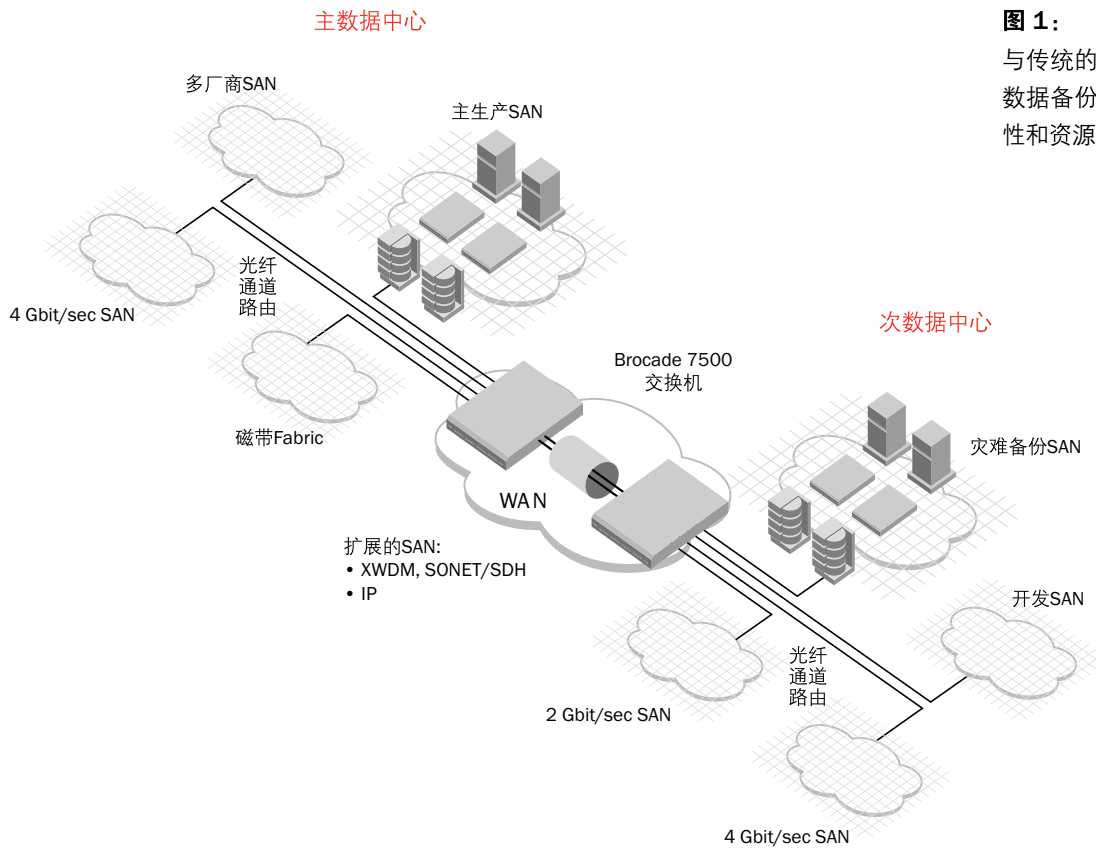 主数据中心
图 1:
与传统的
数据备份
性和资源
多厂商SAN
主生产SAN
光纤
通道
路由
4 Gbit/sec SAN
磁带Fabric
次数据中心
Brocade 7500
交换机
灾难备份SAN
WAN
扩展的SAN:
• XWDM, SONET/SDH
• IP
开发SAN
光纤
通道
路由
2 Gbit/sec SAN
4 Gbit/sec SAN